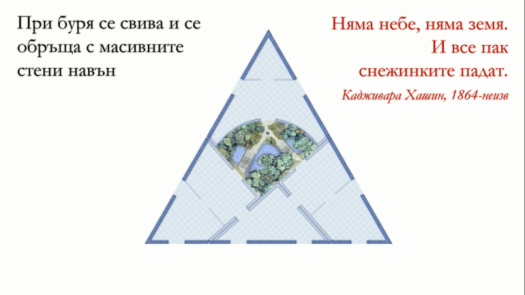 При буря се свива и се
обръща с масивните
стени навън
Няма небе, няма земя.
И все пак
снежинките падат.
Кадживара Хашин, 1864-неизв